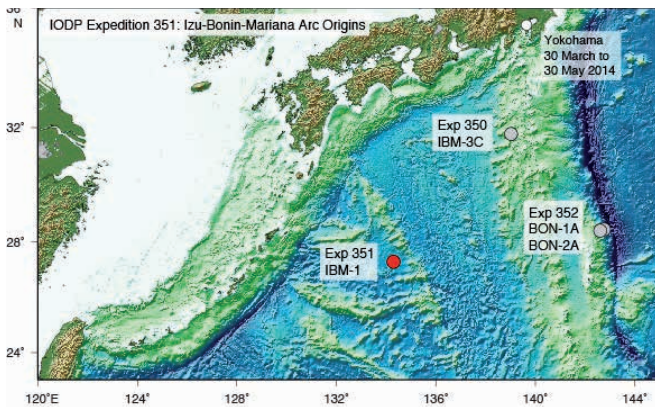 36
N
IODP Expedition 351: Izu-Bonin-Mariana Arc Origins
Yokohama
30 March to
30 May 2014
32
Exp 350
IBM-3C
Exp 352
BON-1A
BON-2A
28
Exp 351
IBM-1
24
120°E
124°
128°
132°
136°
140°
144°